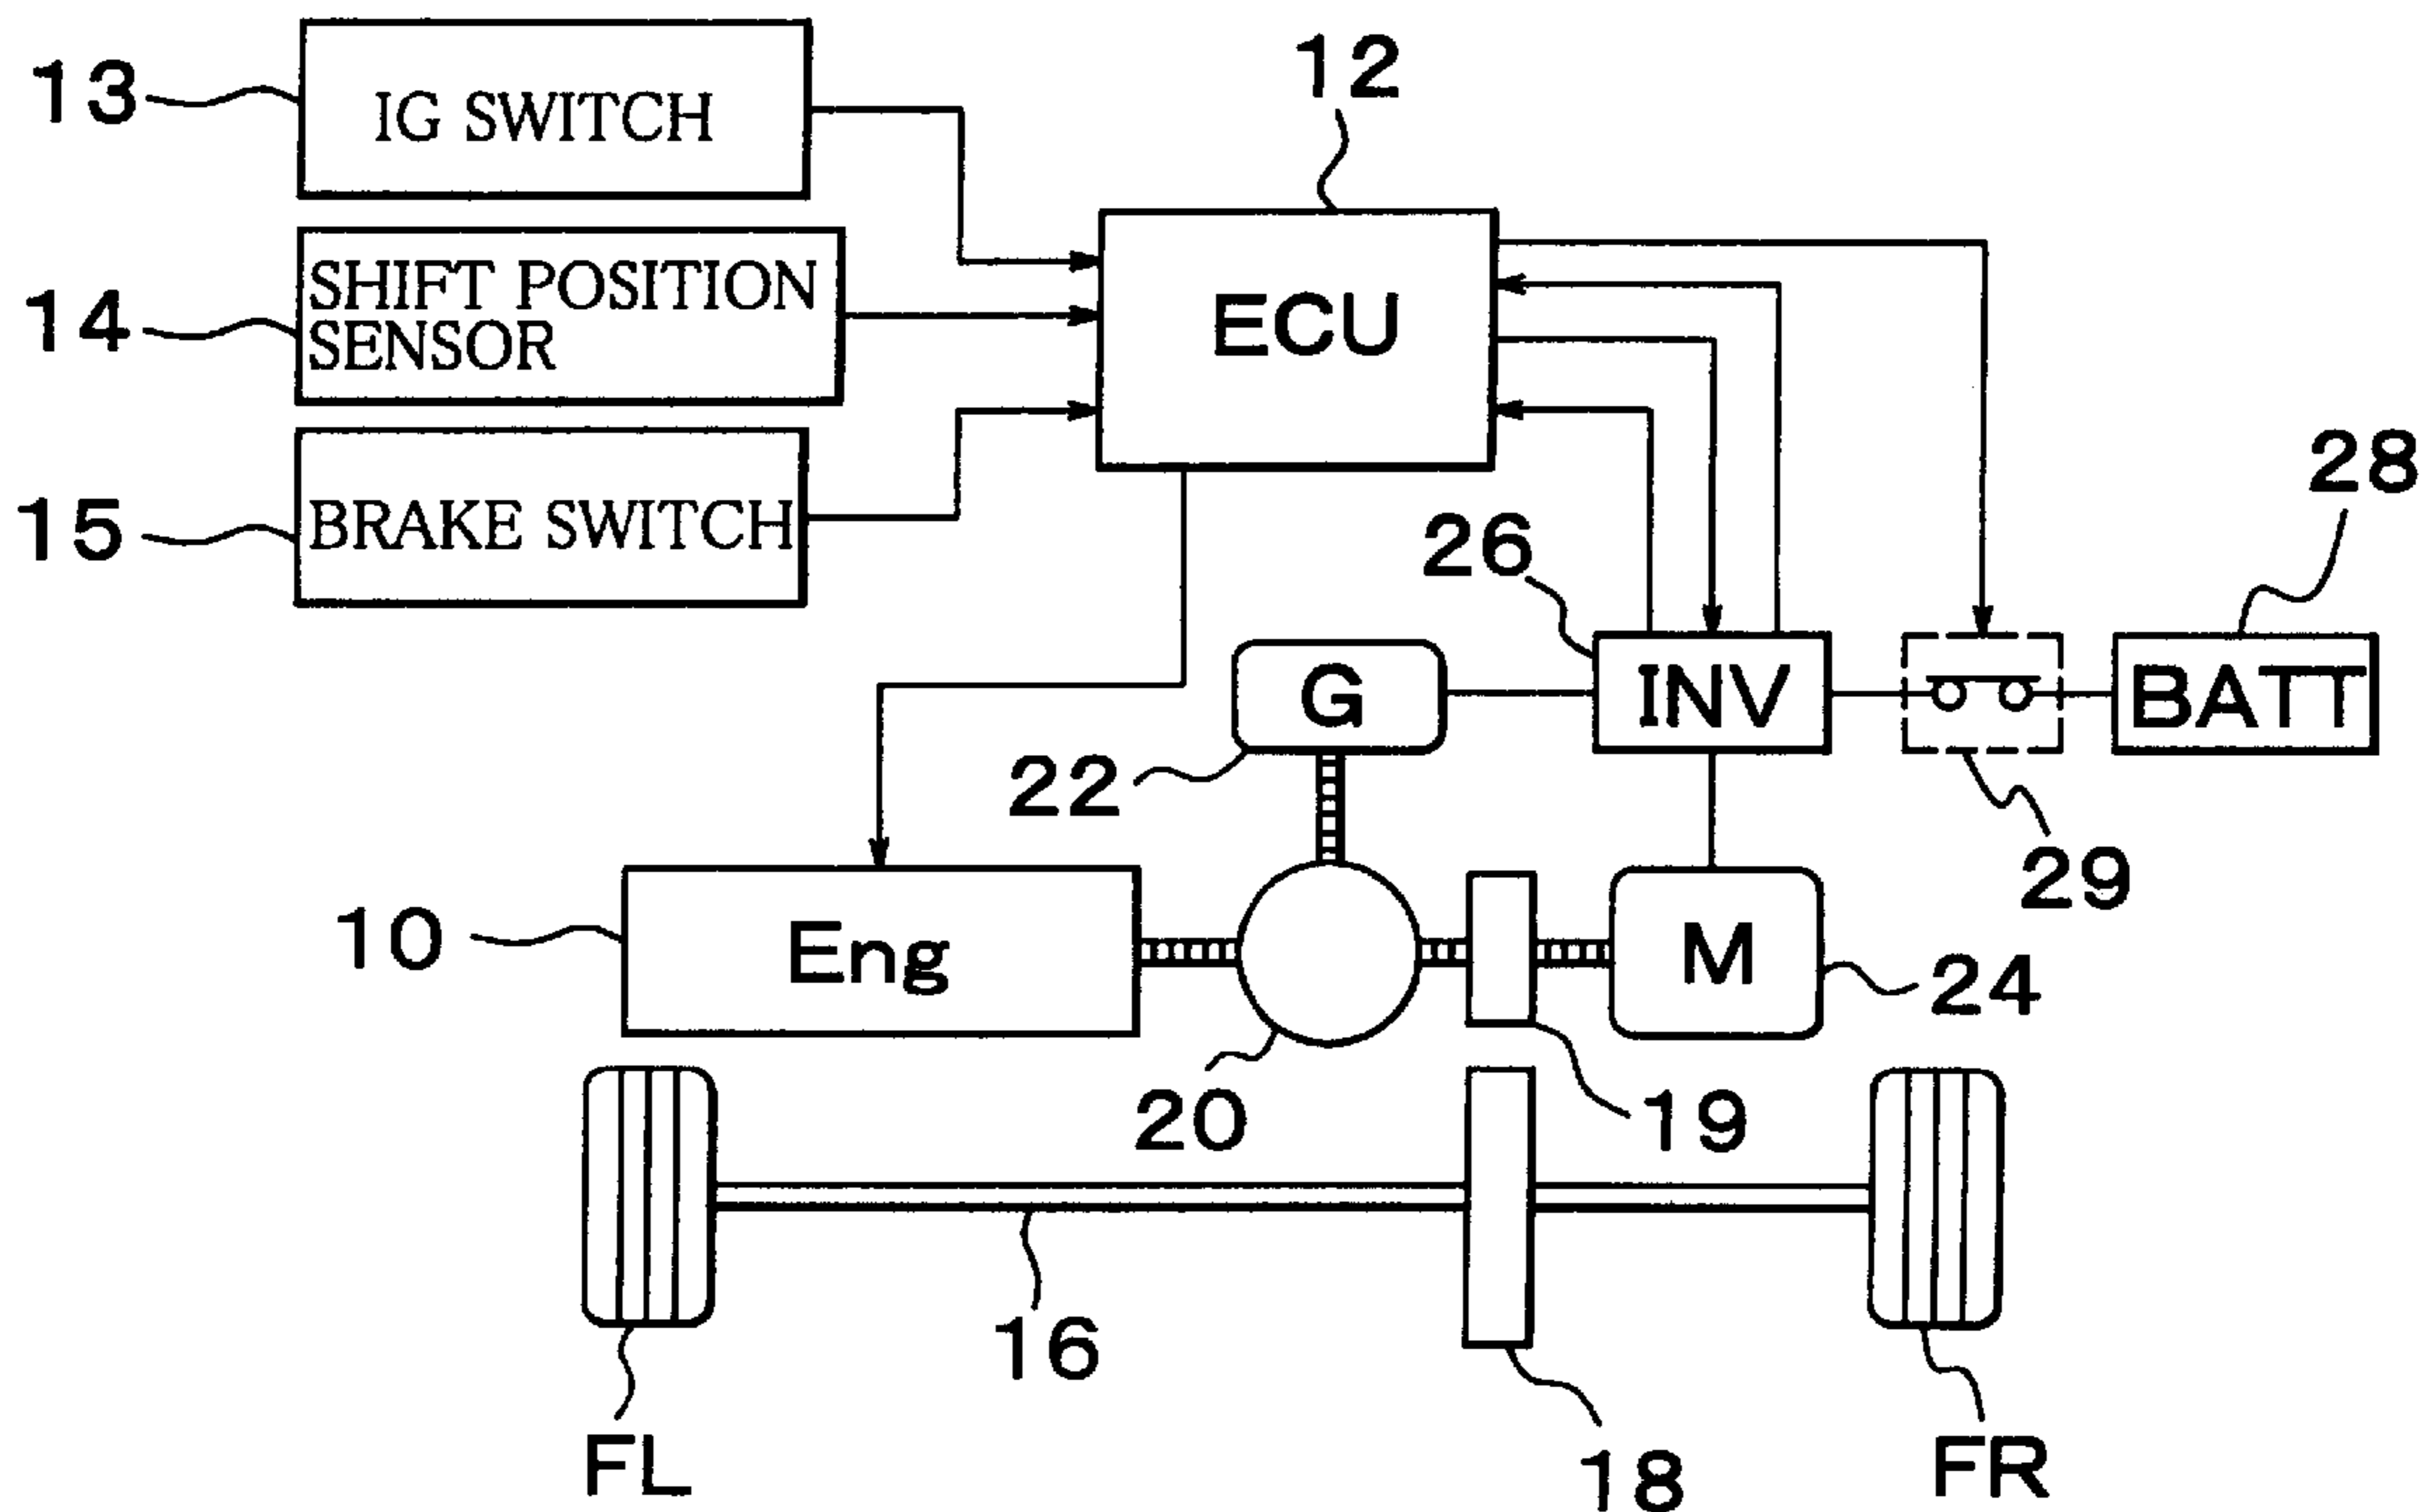 13
IG SWITCH
12
14
SHIFT POSITION
SENSOR
ECU
15
BRAKE SWITCH
28
26
G
INV
BATT
22
29
10
Eng
M
24
20
19
16
18
FL
FR